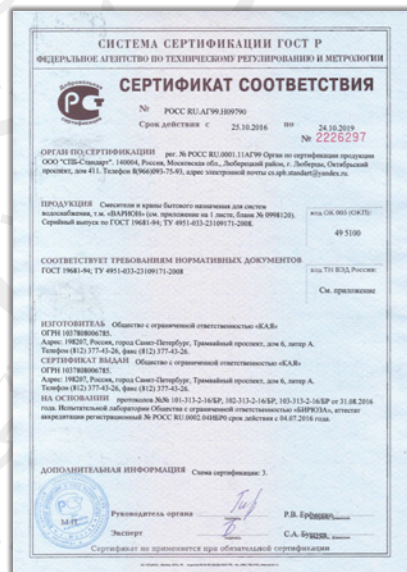 СИСТЕМА СЕРТИФИКАЦИИ ГОСТ Р
ФЕДЕРАЛЬНОЕ АГЕНТСТВО ПО ТЕХНИЧЕСКОМУ РЕГУЛИРОВАНИЮ И МЕТРОЛОГИИ
Добровольная
сертификация
СЕРТИФИКАТ СООТВЕТСТВИЯ
№ РОСС RU.АГ99.Н09790
Срок действия с 25.10.2016 по 24.10.2019
№ 2226297
ОРГАН ПО СЕРТИФИКАЦИИ рег. № РОСС RU.0001.11АГ99 Орган по сертификации продукции
ООО "СПБ-Стандарт". 140004, Россия, Московская обл., Люберецкий район, г. Люберцы, Октябрьский
проспект, дом 411. Телефон 8(966)093-75-93, адрес электронной почты cs.spb.standart@yandex.ru.
ПРОДУКЦИЯ Смесители и краны бытового назначения для систем
водоснабжения, т.м. «ВАРИОН» (см. приложение на 1 листе, бланк № 0998120).
Серийный выпуск по ГОСТ 19681-94; ТУ 4951-033-23109171-2008.
код ОК 005 (ОКП):
49 5100
СООТВЕТСТВУЕТ ТРЕБОВАНИЯМ НОРМАТИВНЫХ ДОКУМЕНТОВ
ГОСТ 19681-94; ТУ 4951-033-23109171-2008
код ТН ВЭД России:
См. приложение
ИЗГОТОВИТЕЛЬ Общество с ограниченной ответственностью «КАЯ»
ОГРН 1037808006785.
Адрес: 198207, Россия, город Санкт-Петербург, Трамвайный проспект, дом 6, литер А.
Телефон (812) 377-43-26, факс (812) 377-43-26.
СЕРТИФИКАТ ВЫДАН Общество с ограниченной ответственностью «КАЯ»
ОГРН 1037808006785.
Адрес: 198207, Россия, город Санкт-Петербург, Трамвайный проспект, дом 6, литер А.
Телефон (812) 377-43-26, факс (812) 377-43-26.
НА ОСНОВАНИИ протоколов №№ 101-313-2-16/БР, 102-313-2-16/БР, 103-313-2-16/БР от 31.08.2016
года. Испытательной лаборатории Общества с ограниченной ответственностью «БИРЮЗА», аттестат
аккредитации регистрационный № РОСС RU.0002.04НБР0 срок действия с 04.07.2016 года.
ДОПОЛНИТЕЛЬНАЯ ИНФОРМАЦИЯ Схема сертификации: 3.
М.П.
Руководитель органа Р.В.
Эксперт С.А.
Сертификат не применяется при обязательной сертификации